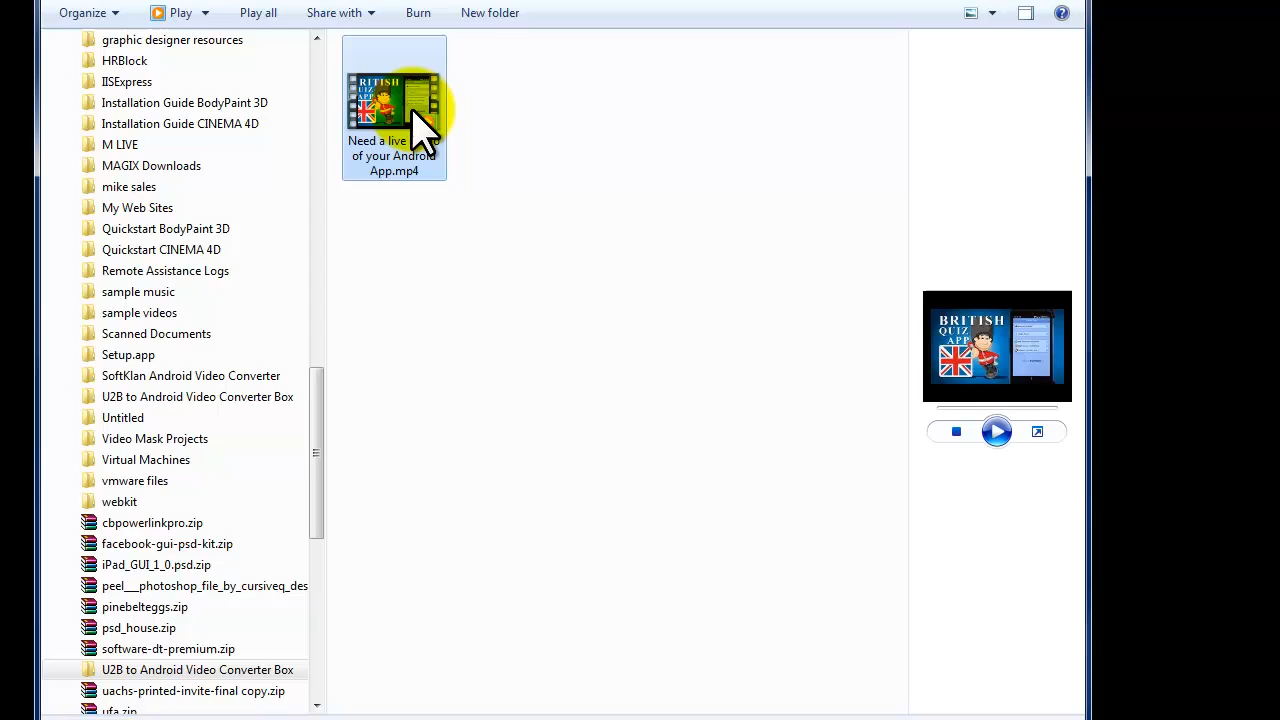 Organize
Play
Play all
Share with
Burn
New folder
graphic designer resources
HRBlock
IISExpress
Installation Guide BodyPaint 3D
Installation Guide CINEMA 4D
M LIVE
MAGIX Downloads
mike sales
My Web Sites
Quickstart BodyPaint 3D
Quickstart CINEMA 4D
Remote Assistance Logs
sample music
sample videos
Scanned Documents
Setup.app
SoftKlan Android Video Converter
U2B to Android Video Converter Box
Untitled
Video Mask Projects
Virtual Machines
vmware files
webkit
cbpowerlinkpro.zip
facebook-gui-psd-kit.zip
iPad_GUI_1_0.psd.zip
peel__photoshop_file_by_cursiveq_des
pinebelteggs.zip
psd_house.zip
software-dt-premium.zip
U2B to Android Video Converter Box
uachs-printed-invite-final copy.zip
ufa.zip
RITISH
UIZ
APP
Need a live
of your Android
App.mp4
BRITISH
QUIZ
APP